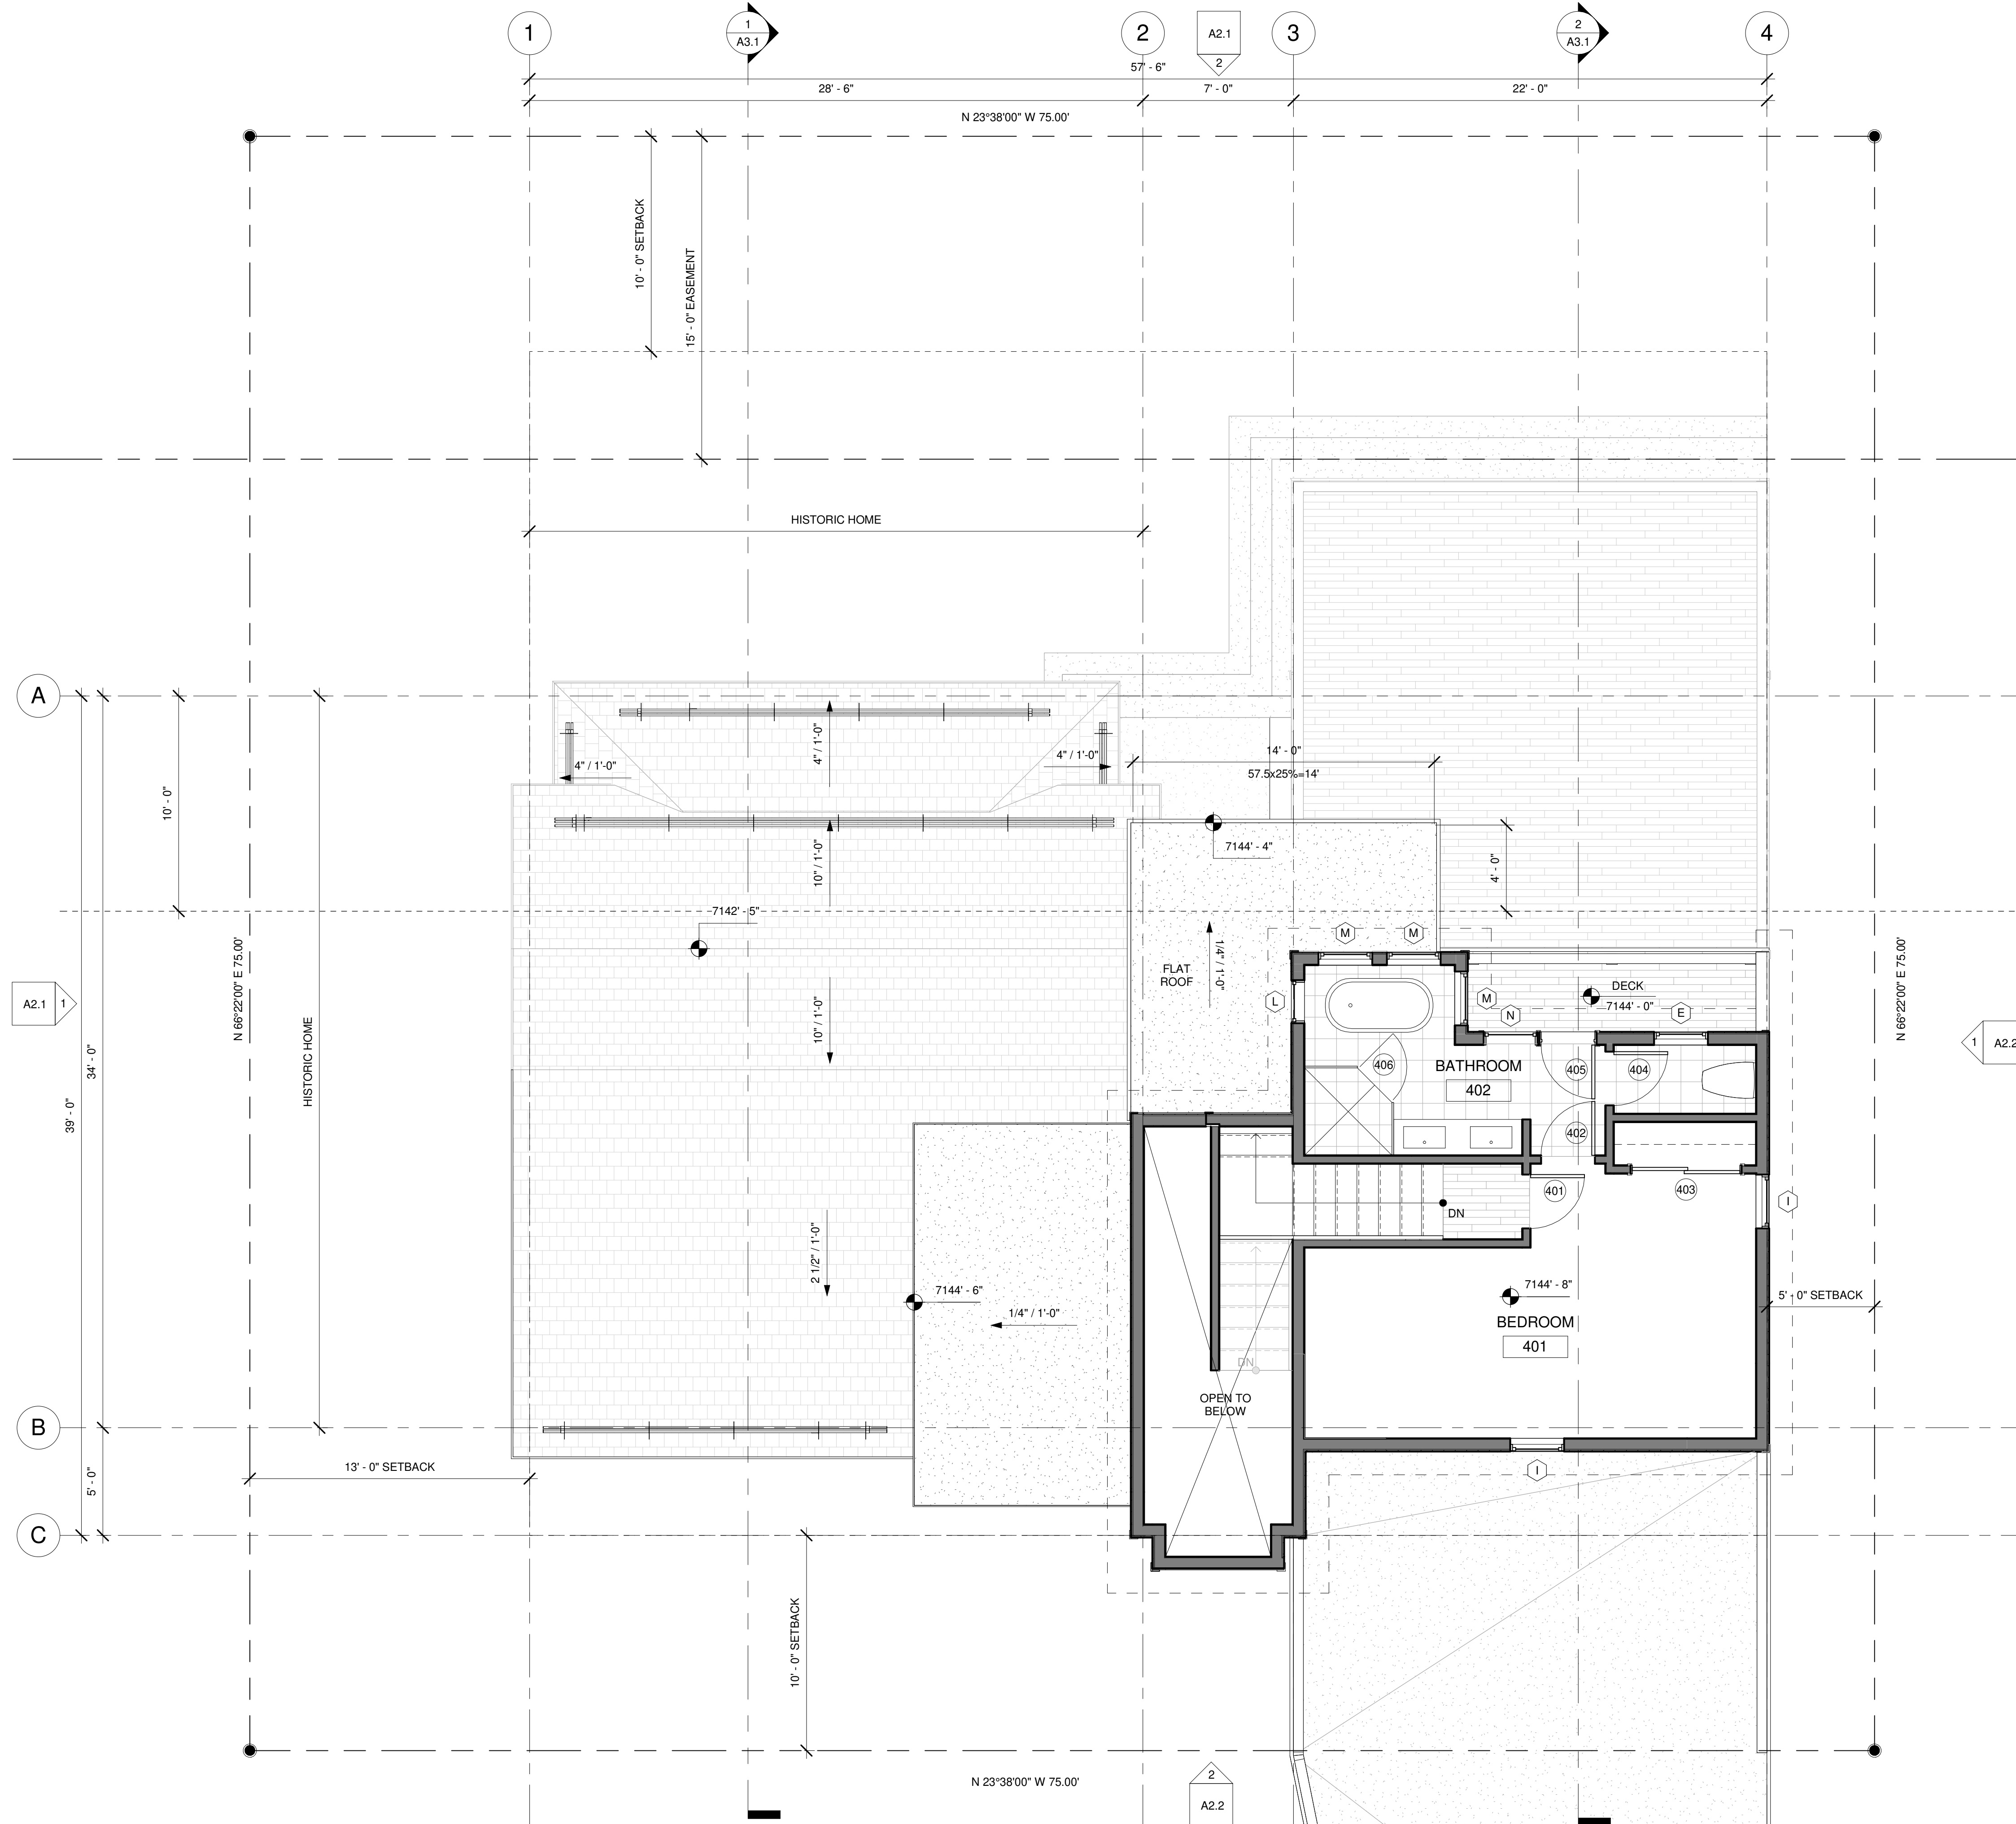 1
1
A3.1
2
A2.1
2
3
2
A3.1
4
57' - 6"
28' - 6"
7' - 0"
22' - 0"
N 23°38'00" W 75.00'
10' - 0" SETBACK
15' - 0" EASEMENT
HISTORIC HOME
A
4" / 1'-0"
4" / 1'-0"
4" / 1'-0"
14' - 0"
57.5x25%=14'
10' - 0"
10" / 1'-0"
7144' - 4"
4' - 0"
7142' - 5"
M
M
N 66°22'00" E 75.00'
N 66°22'00" E 75.00'
1/4" / 1'-0"
FLAT
ROOF
A2.1
1
10" / 1'-0"
L
M
N
DECK
7144' - 0"
E
1
A2.2
HISTORIC HOME
34' - 0"
39' - 0"
406
BATHROOM
402
405
404
402
401
403
I
DN
2 1/2" / 1'-0"
7144' - 6"
1/4" / 1'-0"
7144' - 8"
BEDROOM
401
5' - 0" SETBACK
DN
OPEN TO
BELOW
B
13' - 0" SETBACK
5' - 0"
I
C
10' - 0" SETBACK
N 23°38'00" W 75.00'
2
A2.2